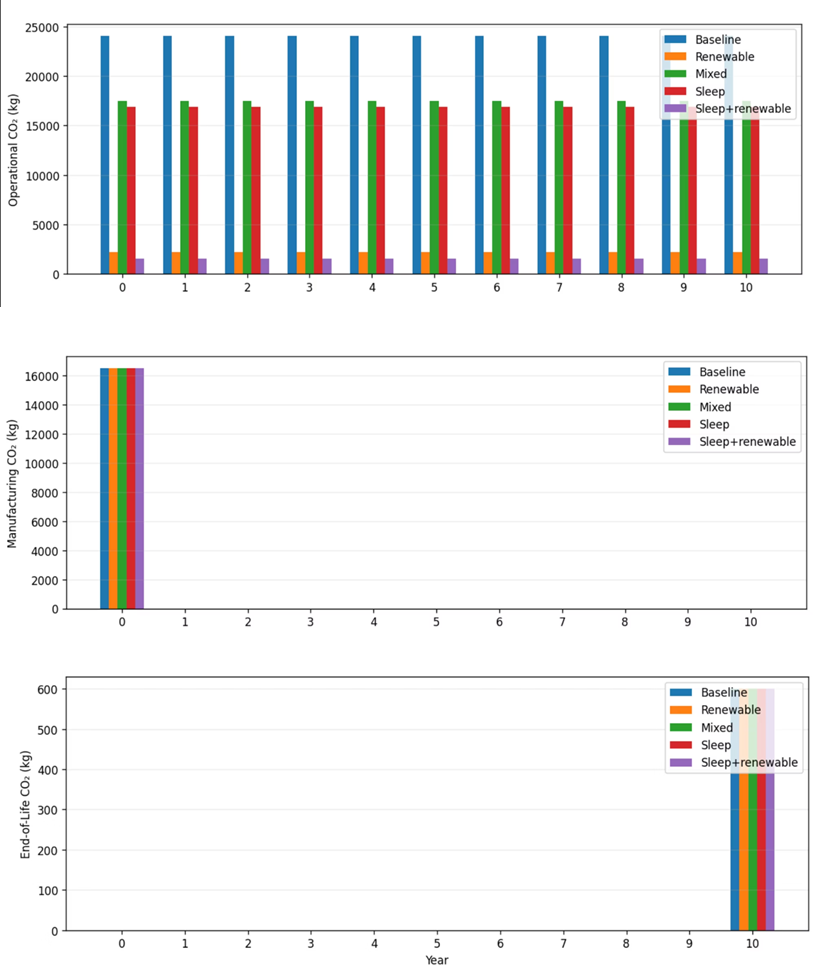 Operational CO₂ (kg)
25000
20000
15000
10000
5000
0
Baseline
Renewable
Mixed
Sleep
Sleep+renewable
0 1 2 3 4 5 6 7 8 9 10
Manufacturing CO₂ (kg)
16000
14000
12000
10000
8000
6000
4000
2000
0
Baseline
Renewable
Mixed
Sleep
Sleep+renewable
0 1 2 3 4 5 6 7 8 9 10
End-of-Life CO₂ (kg)
600
500
400
300
200
100
0
Baseline
Renewable
Mixed
Sleep
Sleep+renewable
0 1 2 3 4 5 6 7 8 9 10
Year